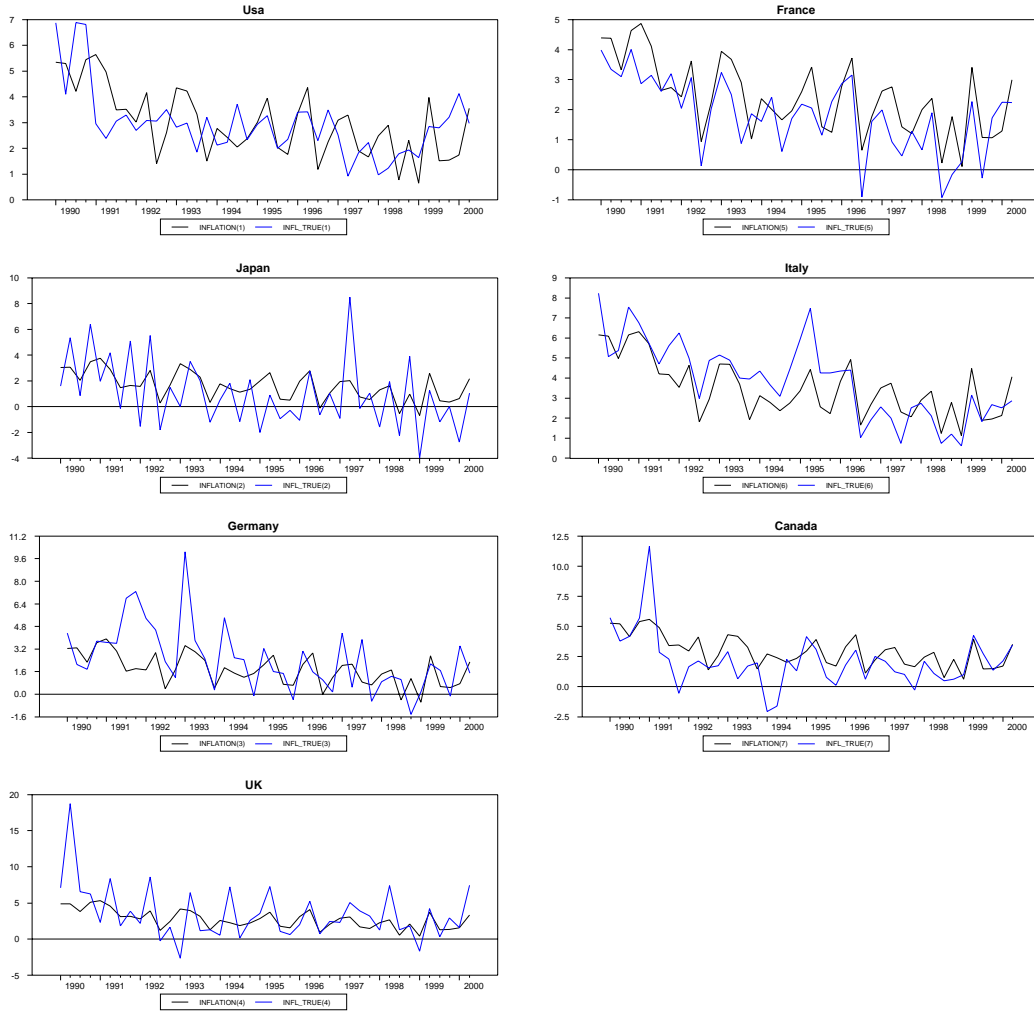 Usa
7
6
5
4
3
2
1
0
1990 1991 1992 1993 1994 1995 1996 1997 1998 1999 2000
INFLATION(1) INFL_TRUE(1)
France
5
4
3
2
1
0
-1
1990 1991 1992 1993 1994 1995 1996 1997 1998 1999 2000
INFLATION(5) INFL_TRUE(5)
Japan
10
8
6
4
2
0
-2
-4
1990 1991 1992 1993 1994 1995 1996 1997 1998 1999 2000
INFLATION(2) INFL_TRUE(2)
Italy
9
8
7
6
5
4
3
2
1
0
1990 1991 1992 1993 1994 1995 1996 1997 1998 1999 2000
INFLATION(6) INFL_TRUE(6)
Germany
11.2
9.6
8.0
6.4
4.8
3.2
1.6
0.0
-1.6
1990 1991 1992 1993 1994 1995 1996 1997 1998 1999 2000
INFLATION(3) INFL_TRUE(3)
Canada
12.5
10.0
7.5
5.0
2.5
0.0
-2.5
1990 1991 1992 1993 1994 1995 1996 1997 1998 1999 2000
INFLATION(7) INFL_TRUE(7)
UK
20
15
10
5
0
-5
1990 1991 1992 1993 1994 1995 1996 1997 1998 1999 2000
INFLATION(4) INFL_TRUE(4)